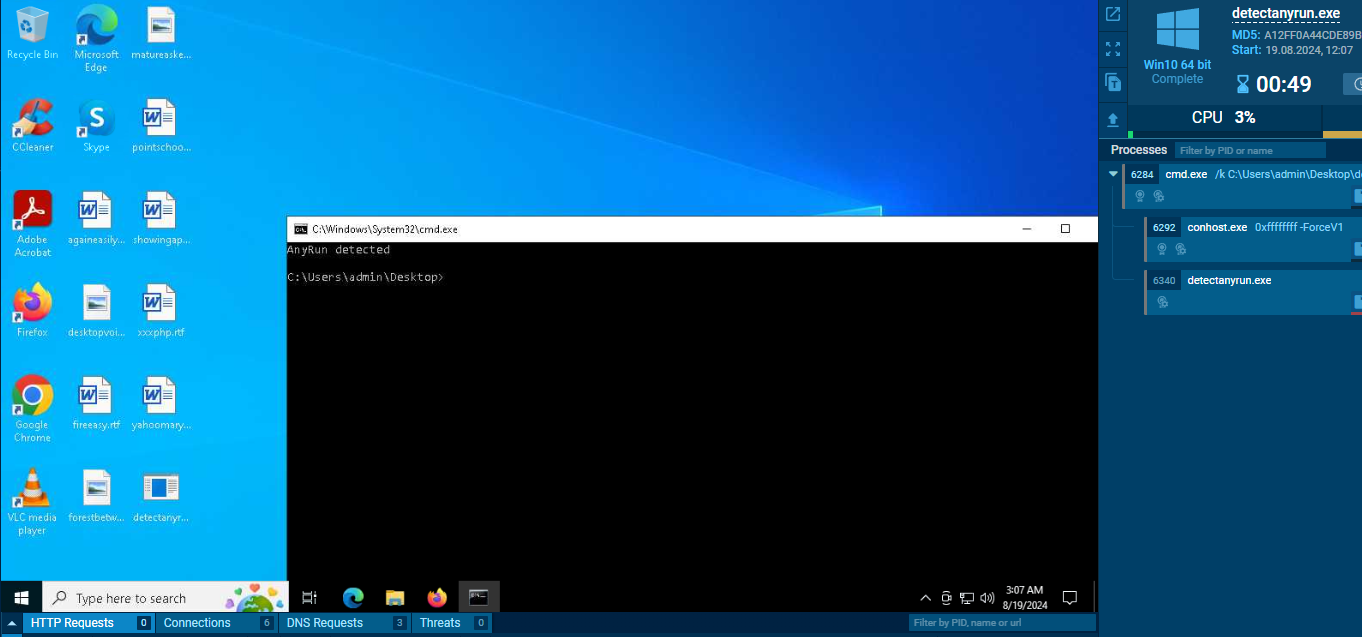 Recycle Bin
Microsoft Edge
matureaske...
CCleaner
Skype
pointschoo...
Adobe Acrobat
againeasily...
showingap...
Firefox
desktopvoi...
xxxphp.rtf
Google Chrome
fireeasy.rtf
yahoomary...
VLC media player
forestbetw...
detectanyr...
C:\Windows\System32\cmd.exe
AnyRun detected
C:\Users\admin\Desktop>
Type here to search
3:07 AM
8/19/2024
detectanyrun.exe
MD5: A12FF0A44CDE89B
Start: 19.08.2024, 12:07
Win10 64 bit
Complete
00:49
CPU 3%
Processes
Filter by PID or name
6284 cmd.exe /k C:\Users\admin\Desktop\d
6292 conhost.exe 0xffffffff -ForceV1
6340 detectanyrun.exe
HTTP Requests 0
Connections 6
DNS Requests 3
Threats 0
Filter by PID, name or url